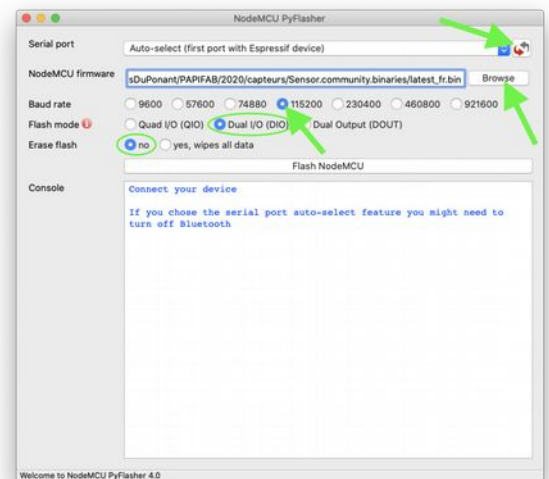 NodeMCU PyFlasher
Serial port
Auto-select (first port with Espressif device)
NodeMCU firmware
sDuPonant/PAPIFAB/2020/capteurs/Sensor.community.binaries/latest_fr.bin
Browse
Baud rate
9600 57600 74880 115200 230400 460800 921600
Flash mode
Quad I/O (QIO) Dual I/O (DIO) Dual Output (DOUT)
Erase flash
no yes, wipes all data
Flash NodeMCU
Console
Connect your device
If you chose the serial port auto-select feature you might need to
turn off Bluetooth
Welcome to NodeMCU PyFlasher 4.0